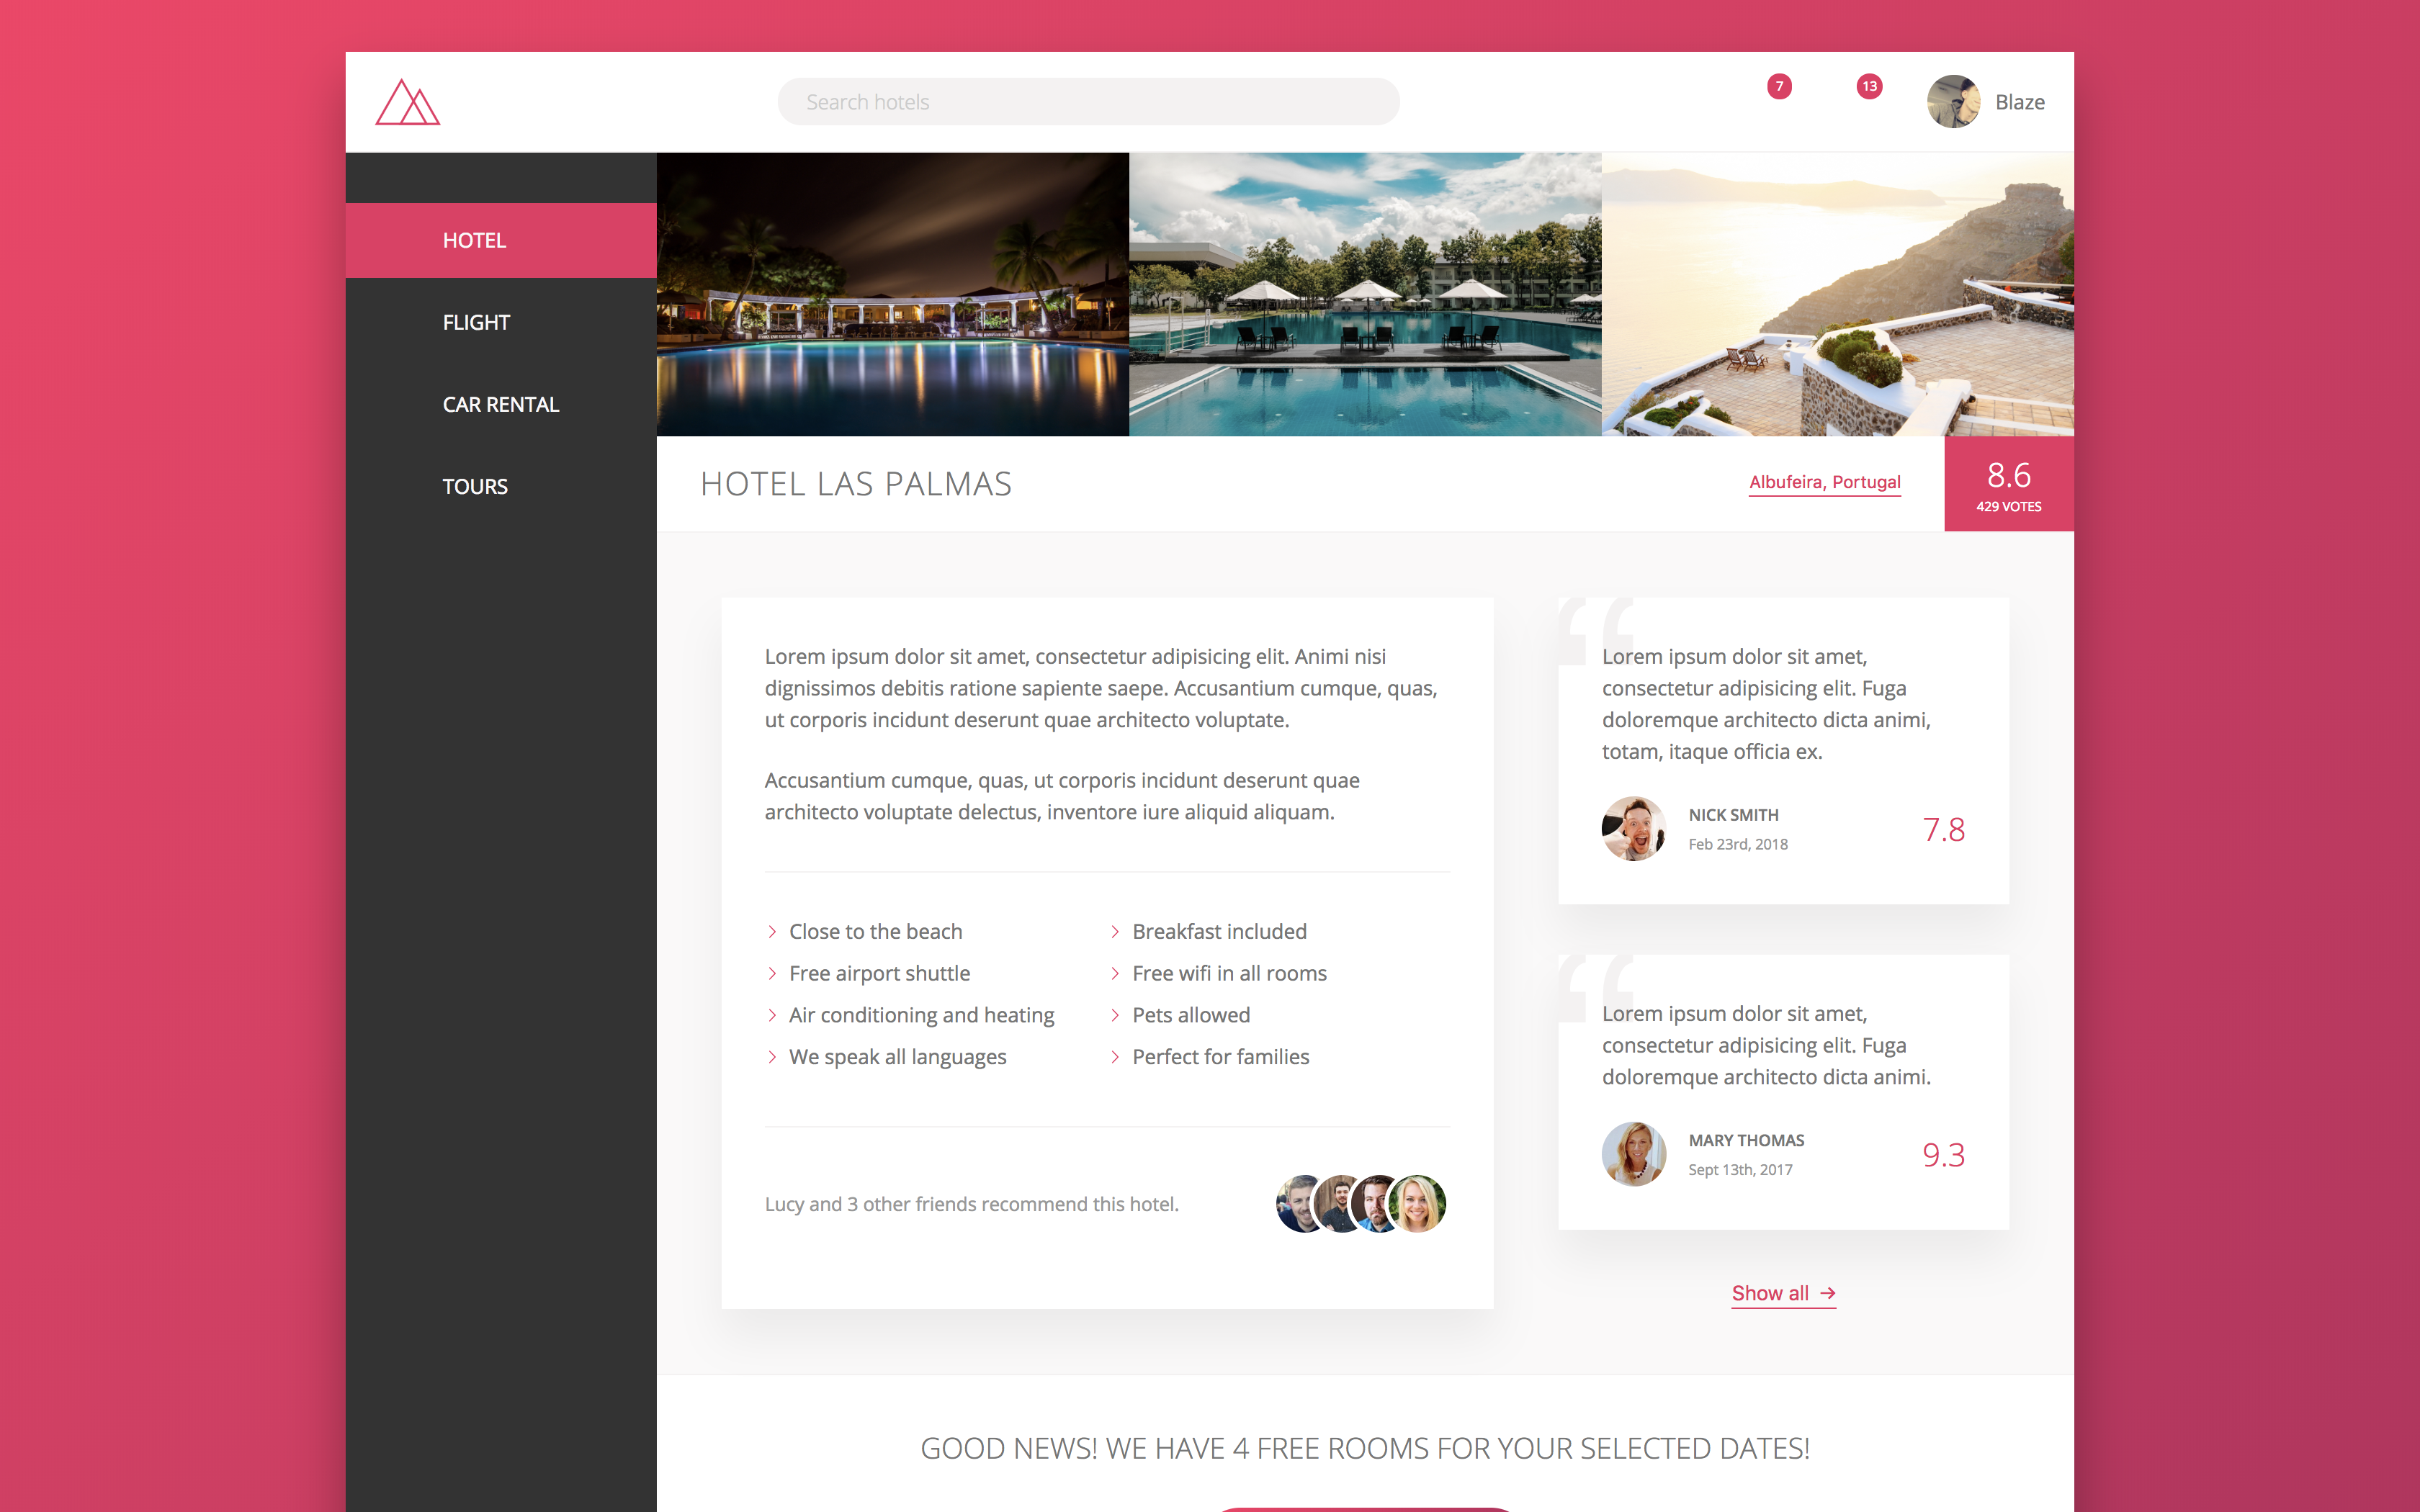 Search hotels
7
13
Blaze
HOTEL
FLIGHT
CAR RENTAL
TOURS
HOTEL LAS PALMAS
Albufeira, Portugal
8.6
429 VOTES
Lorem ipsum dolor sit amet, consectetur adipisicing elit. Animi nisi
dignissimos debitis ratione sapiente saepe. Accusantium cumque, quas,
ut corporis incidunt deserunt quae architecto voluptate.
Accusantium cumque, quas, ut corporis incidunt deserunt quae
architecto voluptate delectus, inventore iure aliquid aliquam.
Close to the beach
Breakfast included
Free airport shuttle
Free wifi in all rooms
Air conditioning and heating
Pets allowed
We speak all languages
Perfect for families
Lucy and 3 other friends recommend this hotel.
“
Lorem ipsum dolor sit amet,
consectetur adipisicing elit. Fuga
doloremque architecto dicta animi,
totam, itaque officia ex.
NICK SMITH
Feb 23rd, 2018
7.8
“
Lorem ipsum dolor sit amet,
consectetur adipisicing elit. Fuga
doloremque architecto dicta animi.
MARY THOMAS
Sept 13th, 2017
9.3
Show all →
GOOD NEWS! WE HAVE 4 FREE ROOMS FOR YOUR SELECTED DATES!